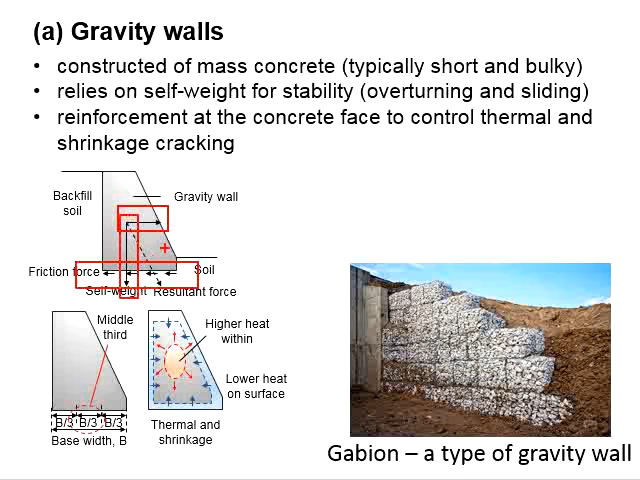 (a) Gravity walls
• constructed of mass concrete (typically short and bulky)
• relies on self-weight for stability (overturning and sliding)
• reinforcement at the concrete face to control thermal and
shrinkage cracking
Backfill
soil
Gravity wall
Friction force
Soil
Self-weight
Resultant force
Middle
third
Higher heat
within
Lower heat
on surface
B/3 B/3 B/3
Base width, B
Thermal and
shrinkage
Gabion – a type of gravity wall